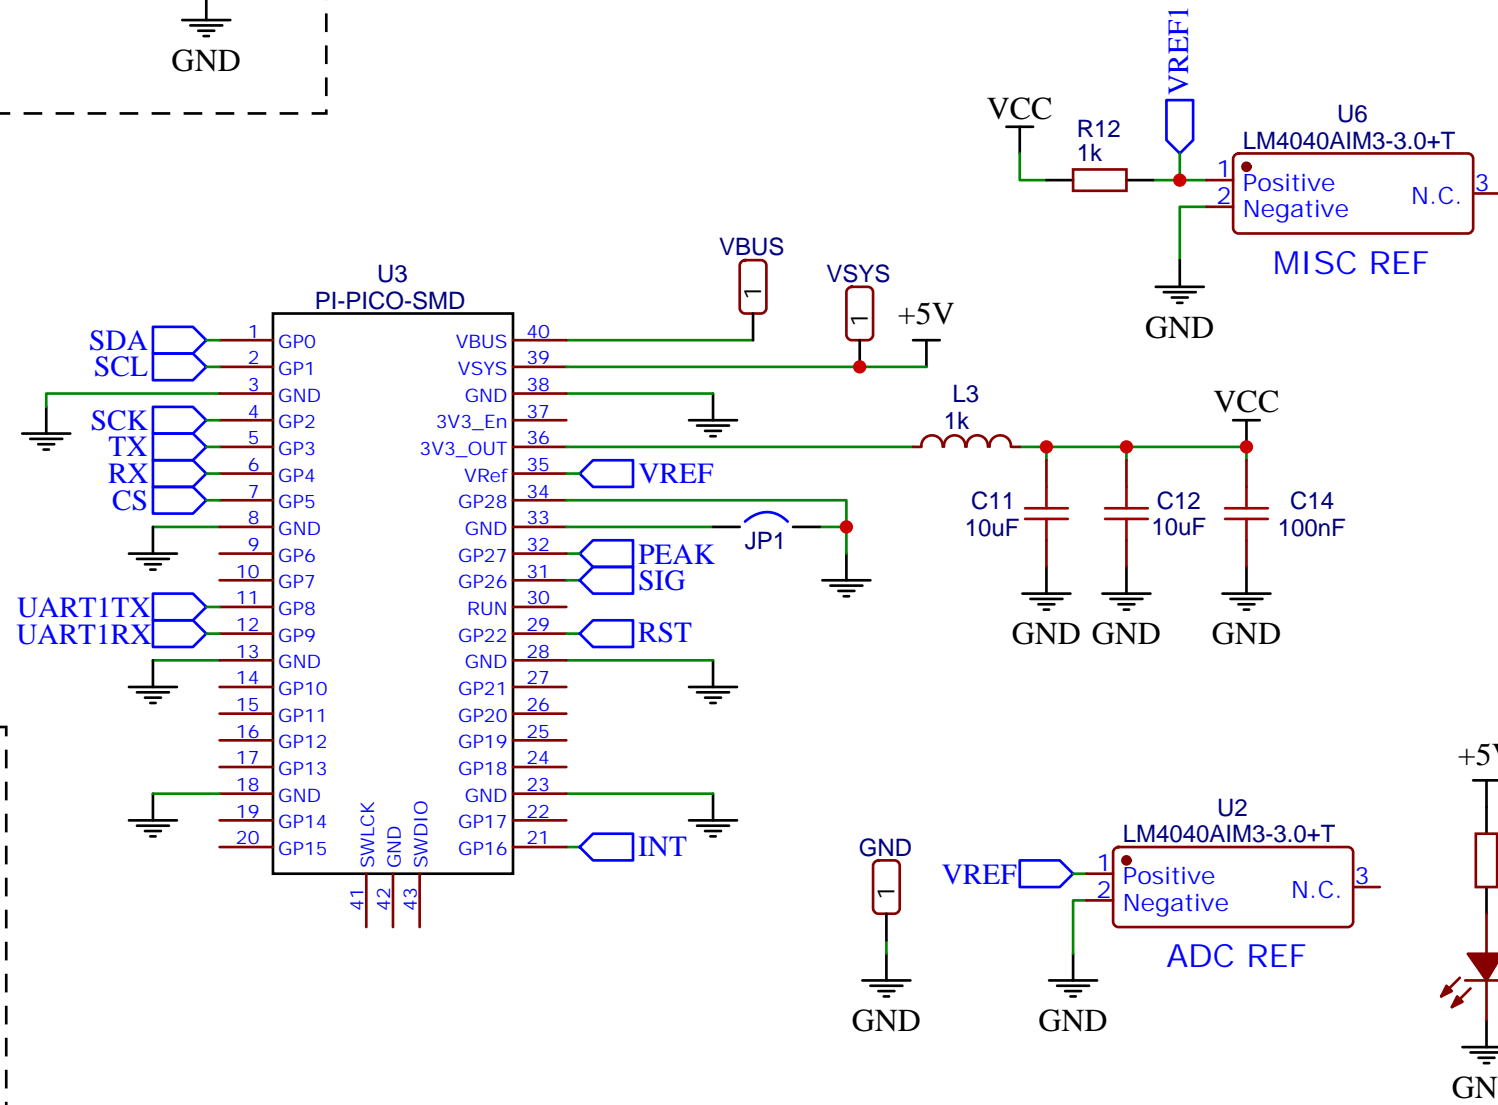 GND
VREF1
VCC
R12
1k
U6
LM4040AIM3-3.0+T
1
Positive
2
Negative
N.C.
3
MISC REF
GND
VBUS
1
VSYS
1
+5V
U3
PI-PICO-SMD
SDA 1 GP0
SCL 2 GP1
3 GND
SCK 4 GP2
TX 5 GP3
RX 6 GP4
CS 7 GP5
8 GND
9 GP6
10 GP7
UART1TX 11 GP8
UART1RX 12 GP9
13 GND
14 GP10
15 GP11
16 GP12
17 GP13
18 GND
19 GP14
20 GP15
VBUS 40
VSYS 39
GND 38
3V3_En 37
3V3_OUT 36
VRef 35 VREF
GP28 34
GND 33
GP27 32 PEAK
GP26 31 SIG
RUN 30
GP22 29 RST
GND 28
GP21 27
GP20 26
GP19 25
GP18 24
GND 23
GP17 22
GP16 21 INT
SWLCK
GND
SWDIO
41
42
43
JP1
L3
1k
VCC
C11
10uF
C12
10uF
C14
100nF
GND
GND
GND
GND
1
GND
U2
LM4040AIM3-3.0+T
VREF
1
Positive
2
Negative
N.C.
3
ADC REF
GND
+5V
GN